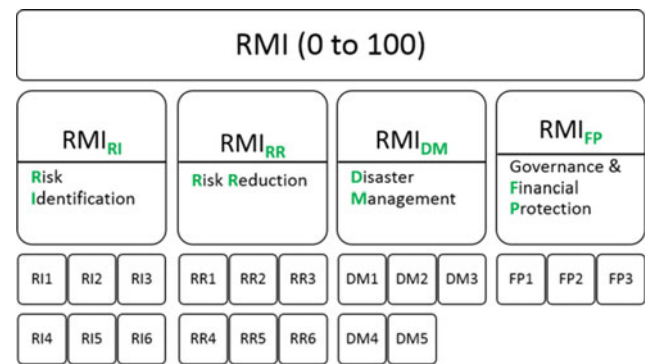 RMI (0 to 100)
RMIRI
Risk
Identification
RMIRR
Risk Reduction
RMIDM
Disaster
Management
RMIFP
Governance &
Einancial
Protection
RI1 RI2 RI3 RR1 RR2 RR3 DM1 DM2 DM3 FP1 FP2 FP3
RI4 RI5 RI6 RR4 RR5 RR6 DM4 DM5